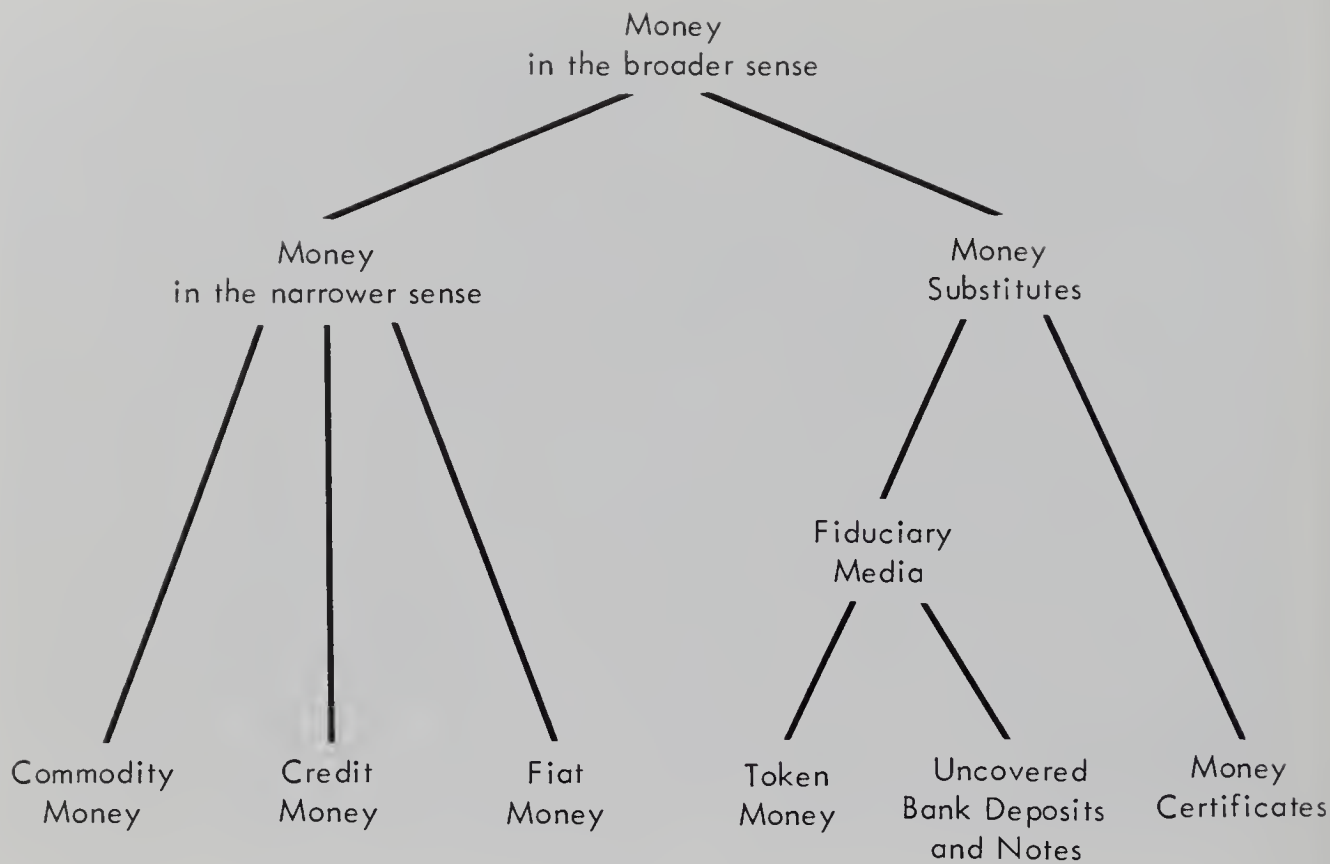 Money
in the broader sense
Money
in the narrower sense
Money
Substitutes
Fiduciary
Media
Commodity
Money
Credit
Money
Fiat
Money
Token
Money
Uncovered
Bank Deposits
and Notes
Money
Certificates